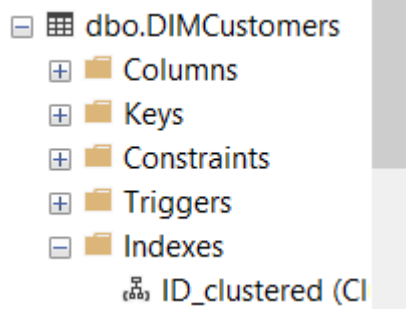 dbo.DIMCustomers
Columns
Keys
Constraints
Triggers
Indexes
ID_clustered (Cl